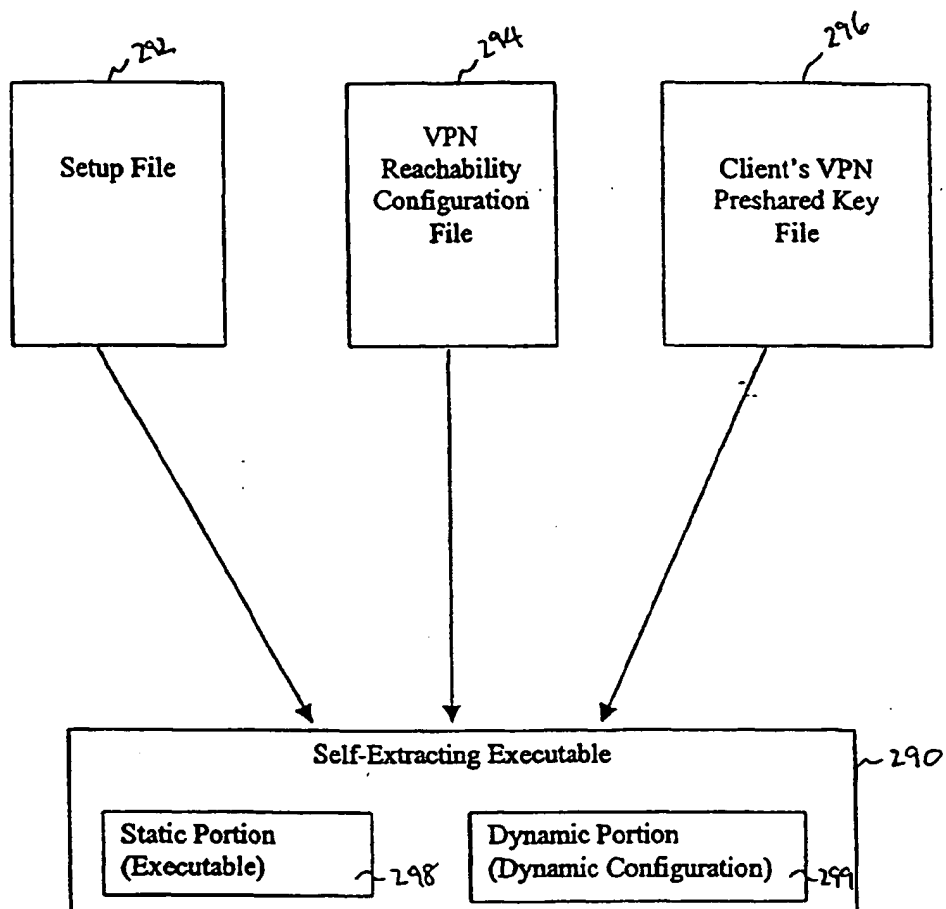 292
294
296
Setup File
VPN
Reachability
Configuration
File
Client's VPN
Preshared Key
File
Self-Extracting Executable
290
Static Portion
(Executable)
298
Dynamic Portion
(Dynamic Configuration)
299